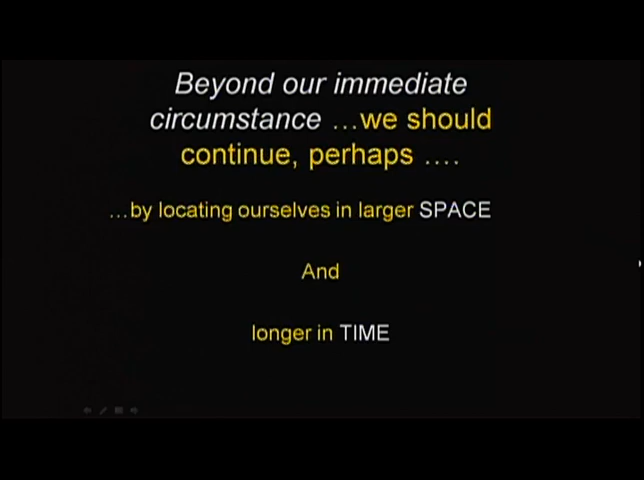 Beyond our immediate
circumstance …we should
continue, perhaps ….
…by locating ourselves in larger SPACE
And
longer in TIME